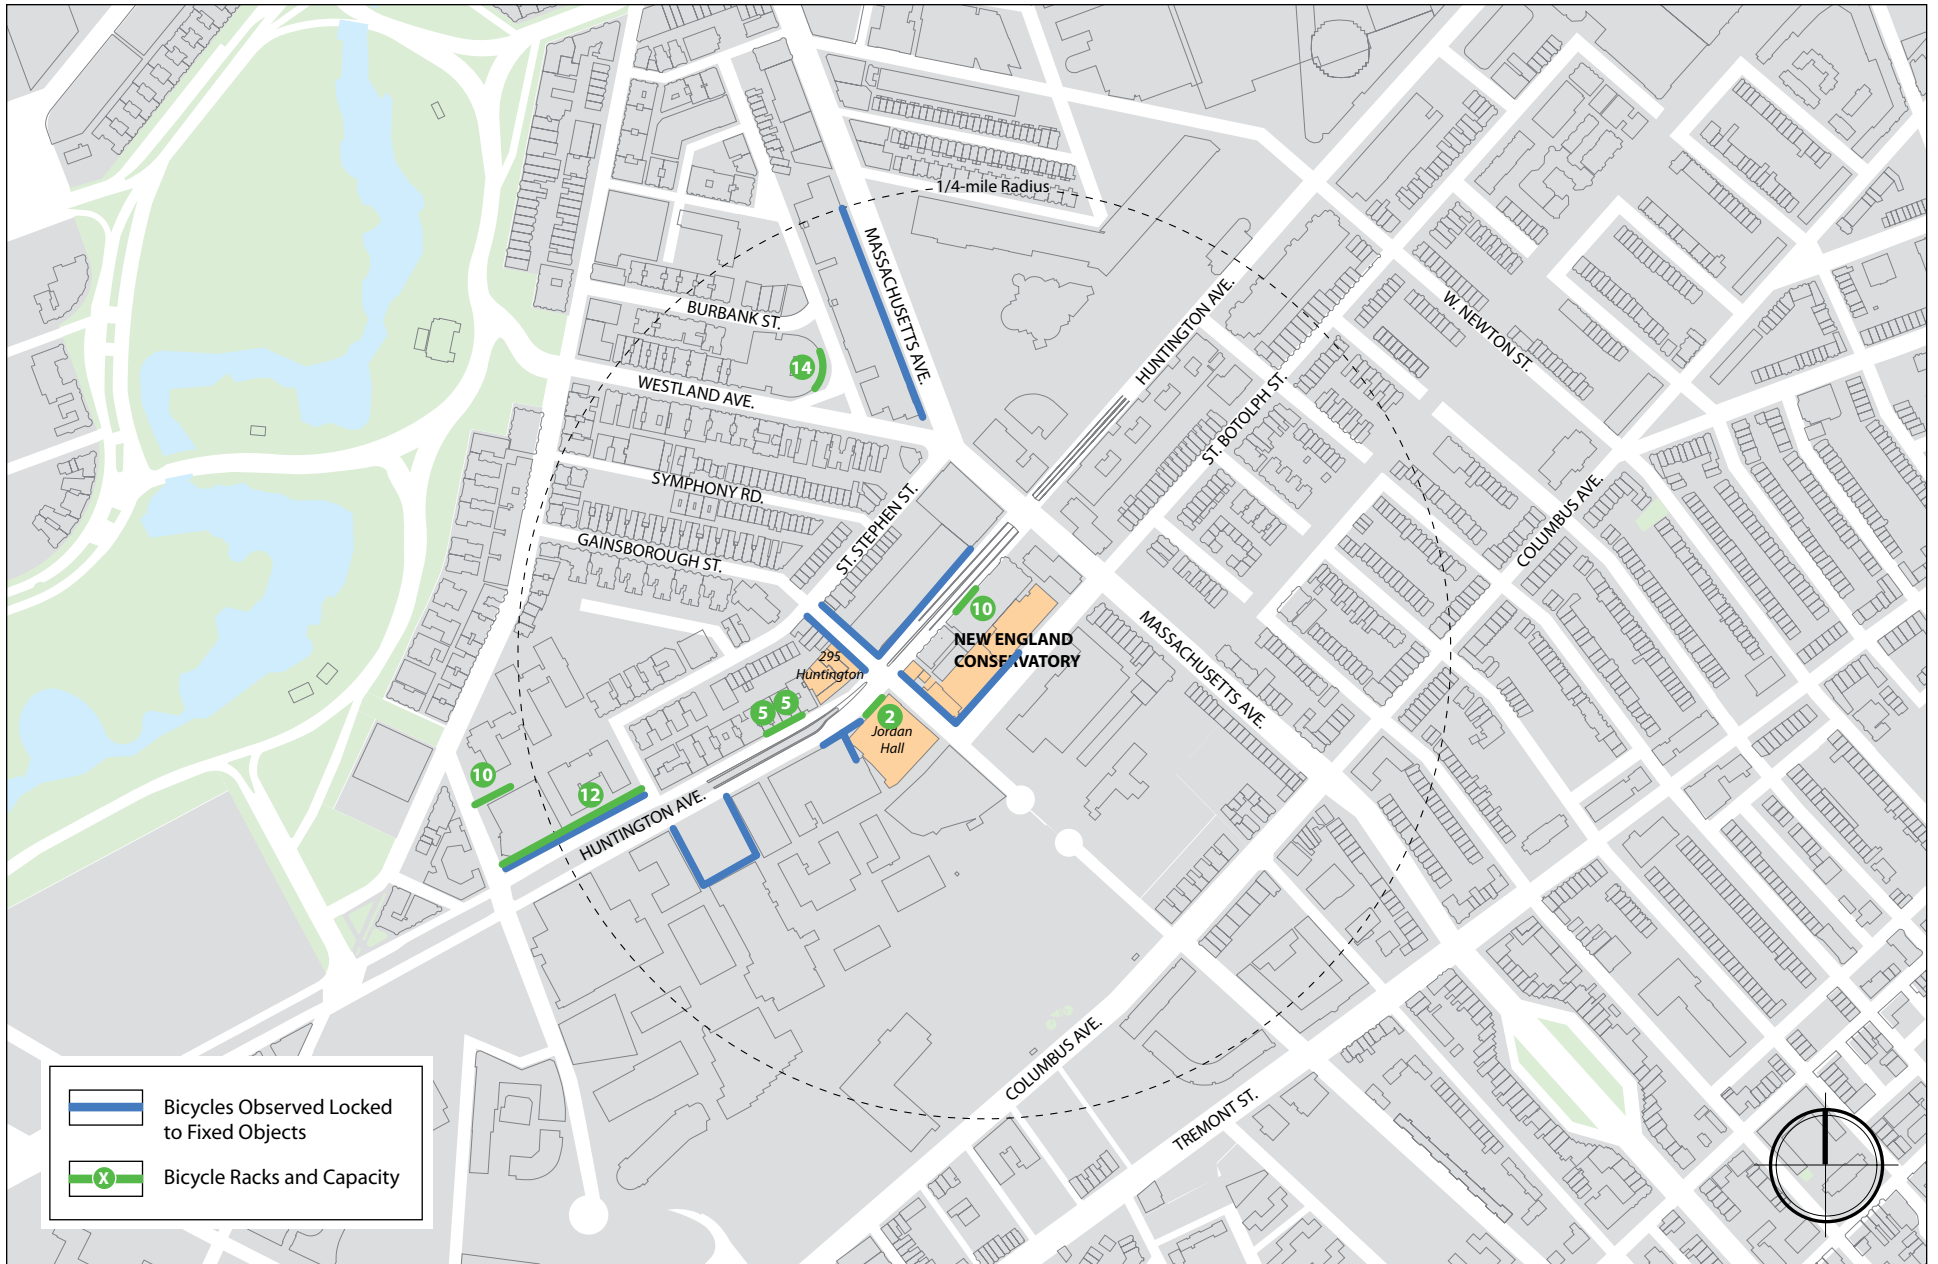 1/4-mile Radius
MASSACHUSETTS AVE.
BURBANK ST.
HUNTINGTON AVE.
W. NEWTON ST.
14
WESTLAND AVE.
ST. BOTOLPH ST.
SYMPHONY RD.
ST. STEPHEN ST.
COLUMBUS AVE.
GAINSBOROUGH ST.
10
NEW ENGLAND
CONSERVATORY
295
Huntington
MASSACHUSETTS AVE.
5
5
2
Jordan
Hall
10
12
HUNTINGTON AVE.
COLUMBUS AVE.
TREMONT ST.
Bicycles Observed Locked
to Fixed Objects
X
Bicycle Racks and Capacity